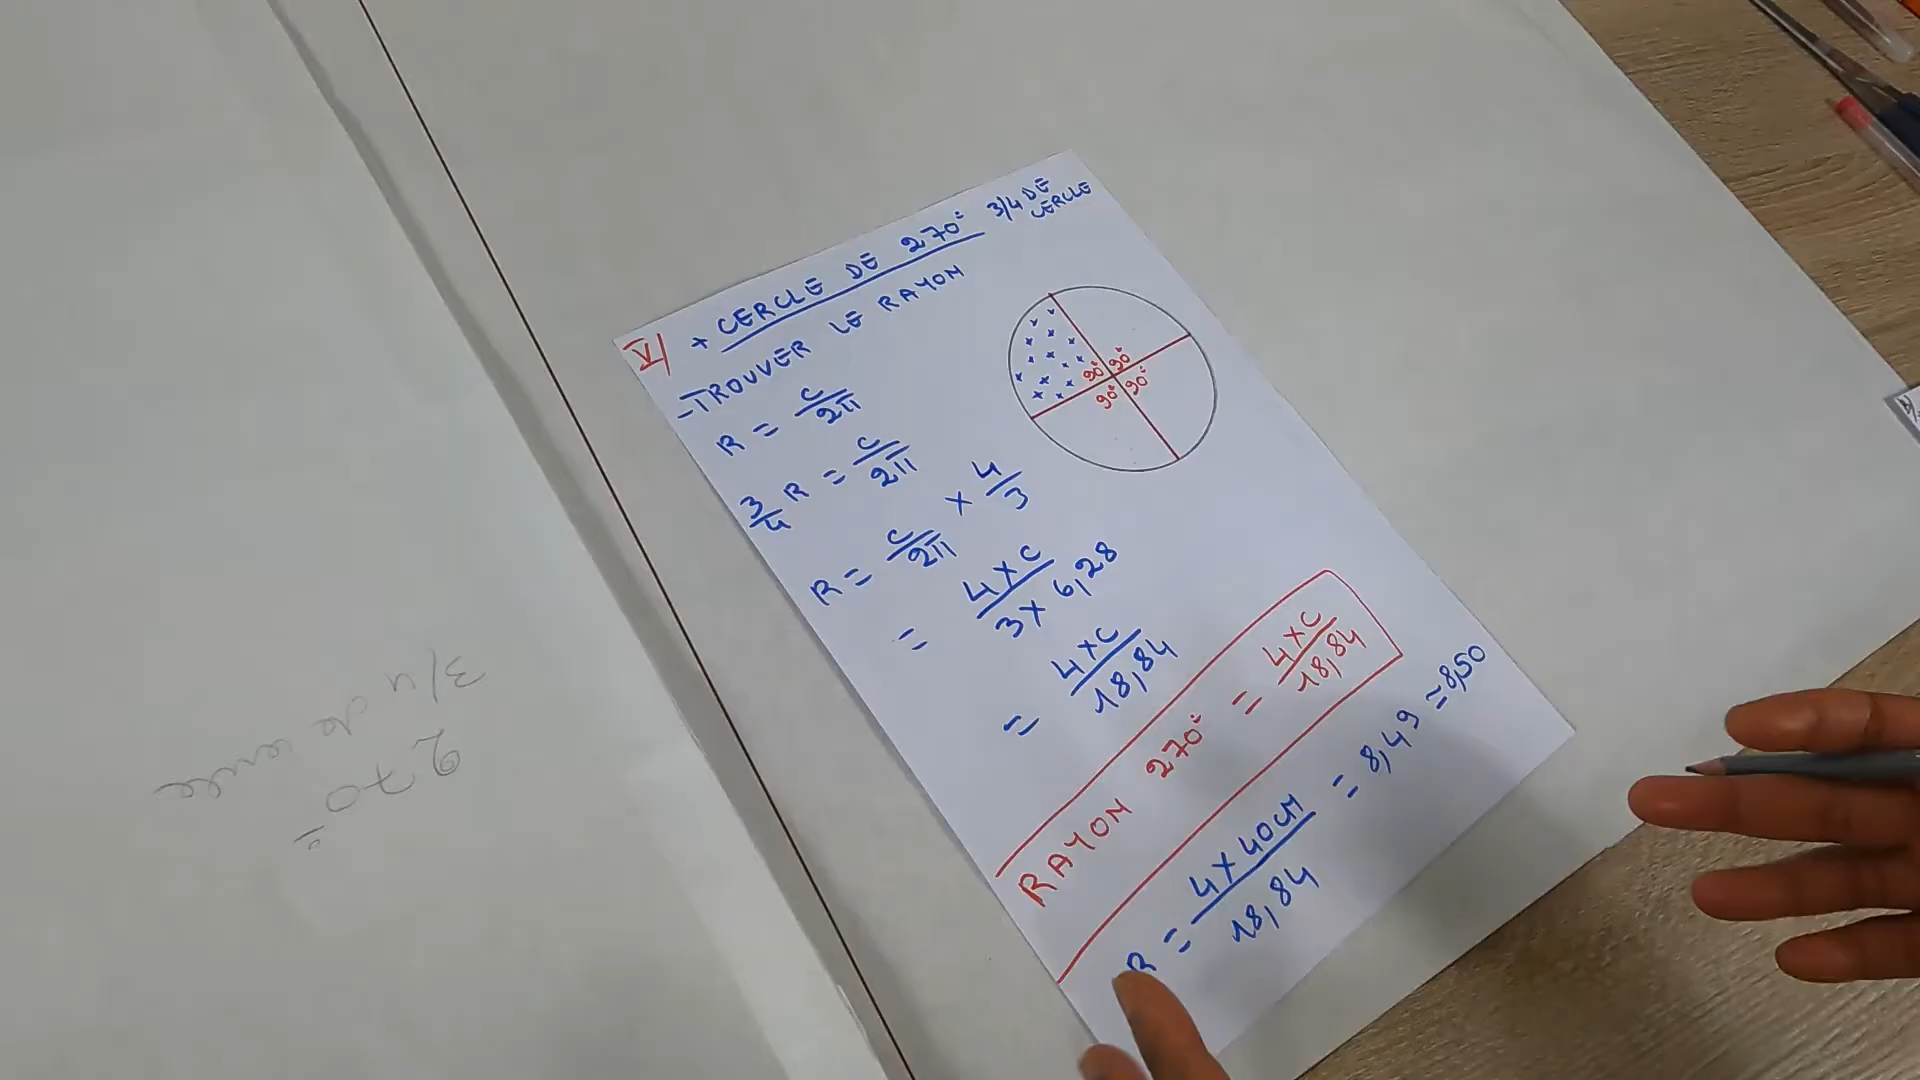 V/ + CERCLE DE 270° 3/4 DE CERCLE
- TROUVER LE RAYON
R = C/2π
3/4 R = C/2π
R = C/2π × 4/3
= 4×C/3×6,28
= 4×C/18,84
RAYON 270° = 4×C/18,84
R = 4×40CM/18,84 = 8,49 ≃ 8,50
90° 90°
90° 90°
3/4 de cercle
270°